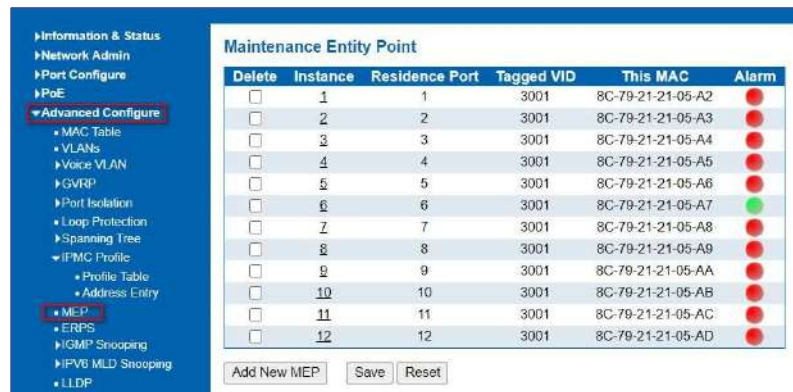 Information & Status
Network Admin
Port Configure
PoE
Advanced Configure
MAC Table
VLANs
Voice VLAN
GVRP
Port Isolation
Loop Protection
Spanning Tree
IPMC Profile
Profile Table
Address Entry
MEP
ERPS
IGMP Snooping
IPV6 MLD Snooping
LLDP
Maintenance Entity Point
Delete Instance Residence Port Tagged VID This MAC Alarm
1 1 3001 8C-79-21-21-05-A2
2 2 3001 8C-79-21-21-05-A3
3 3 3001 8C-79-21-21-05-A4
4 4 3001 8C-79-21-21-05-A5
5 5 3001 8C-79-21-21-05-A6
6 6 3001 8C-79-21-21-05-A7
7 7 3001 8C-79-21-21-05-A8
8 8 3001 8C-79-21-21-05-A9
9 9 3001 8C-79-21-21-05-AA
10 10 3001 8C-79-21-21-05-AB
11 11 3001 8C-79-21-21-05-AC
12 12 3001 8C-79-21-21-05-AD
Add New MEP Save Reset